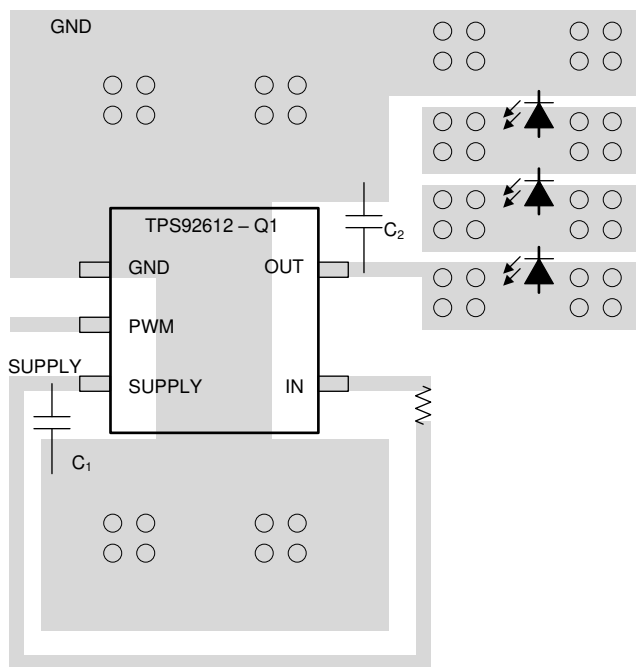 GND
TPS92612 – Q1
C₂
GND
OUT
PWM
SUPPLY
SUPPLY
IN
C₁